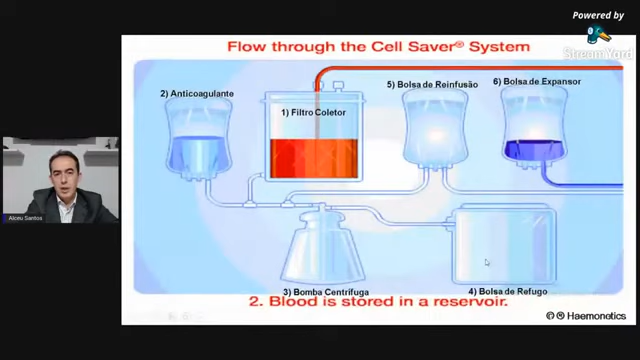 Powered by
StreamYard
Flow through the Cell Saver® System
2) Anticoagulante
1) Filtro Coletor
5) Bolsa de Reinfusão
6) Bolsa de Expansor
Alceu Santos
3) Bomba Centrífuga
4) Bolsa de Refugo
2. Blood is stored in a reservoir.
Haemonetics